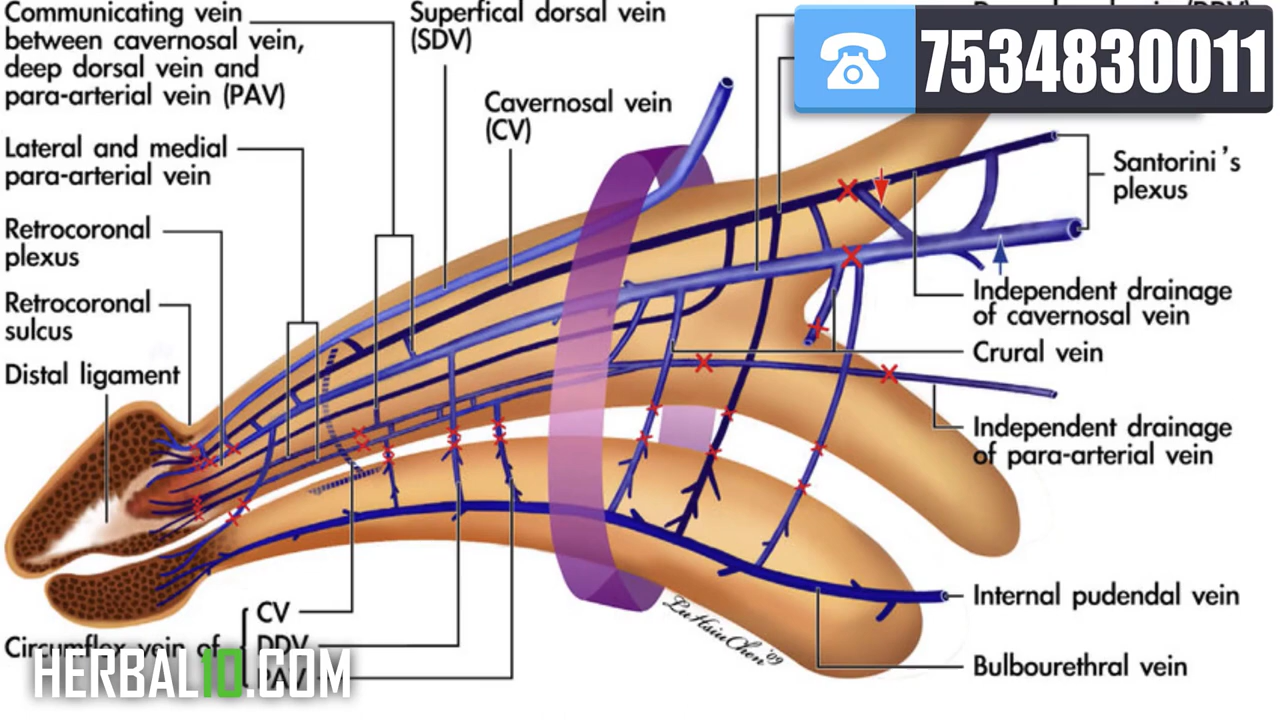 Communicating vein
between cavernosal vein,
deep dorsal vein and
para-arterial vein (PAV)
Superfical dorsal vein
(SDV)
7534830011
Cavernosal vein
(CV)
Lateral and medial
para-arterial vein
Santorini's
plexus
Retrocoronal
plexus
Retrocoronal
sulcus
Independent drainage
of cavernosal vein
Crural vein
Distal ligament
Independent drainage
of para-arterial vein
Internal pudendal vein
CV
Circumflex vein of
DDV
PAV
HERBAL10.COM
Bulbourethral vein
LuHsiuChen'09